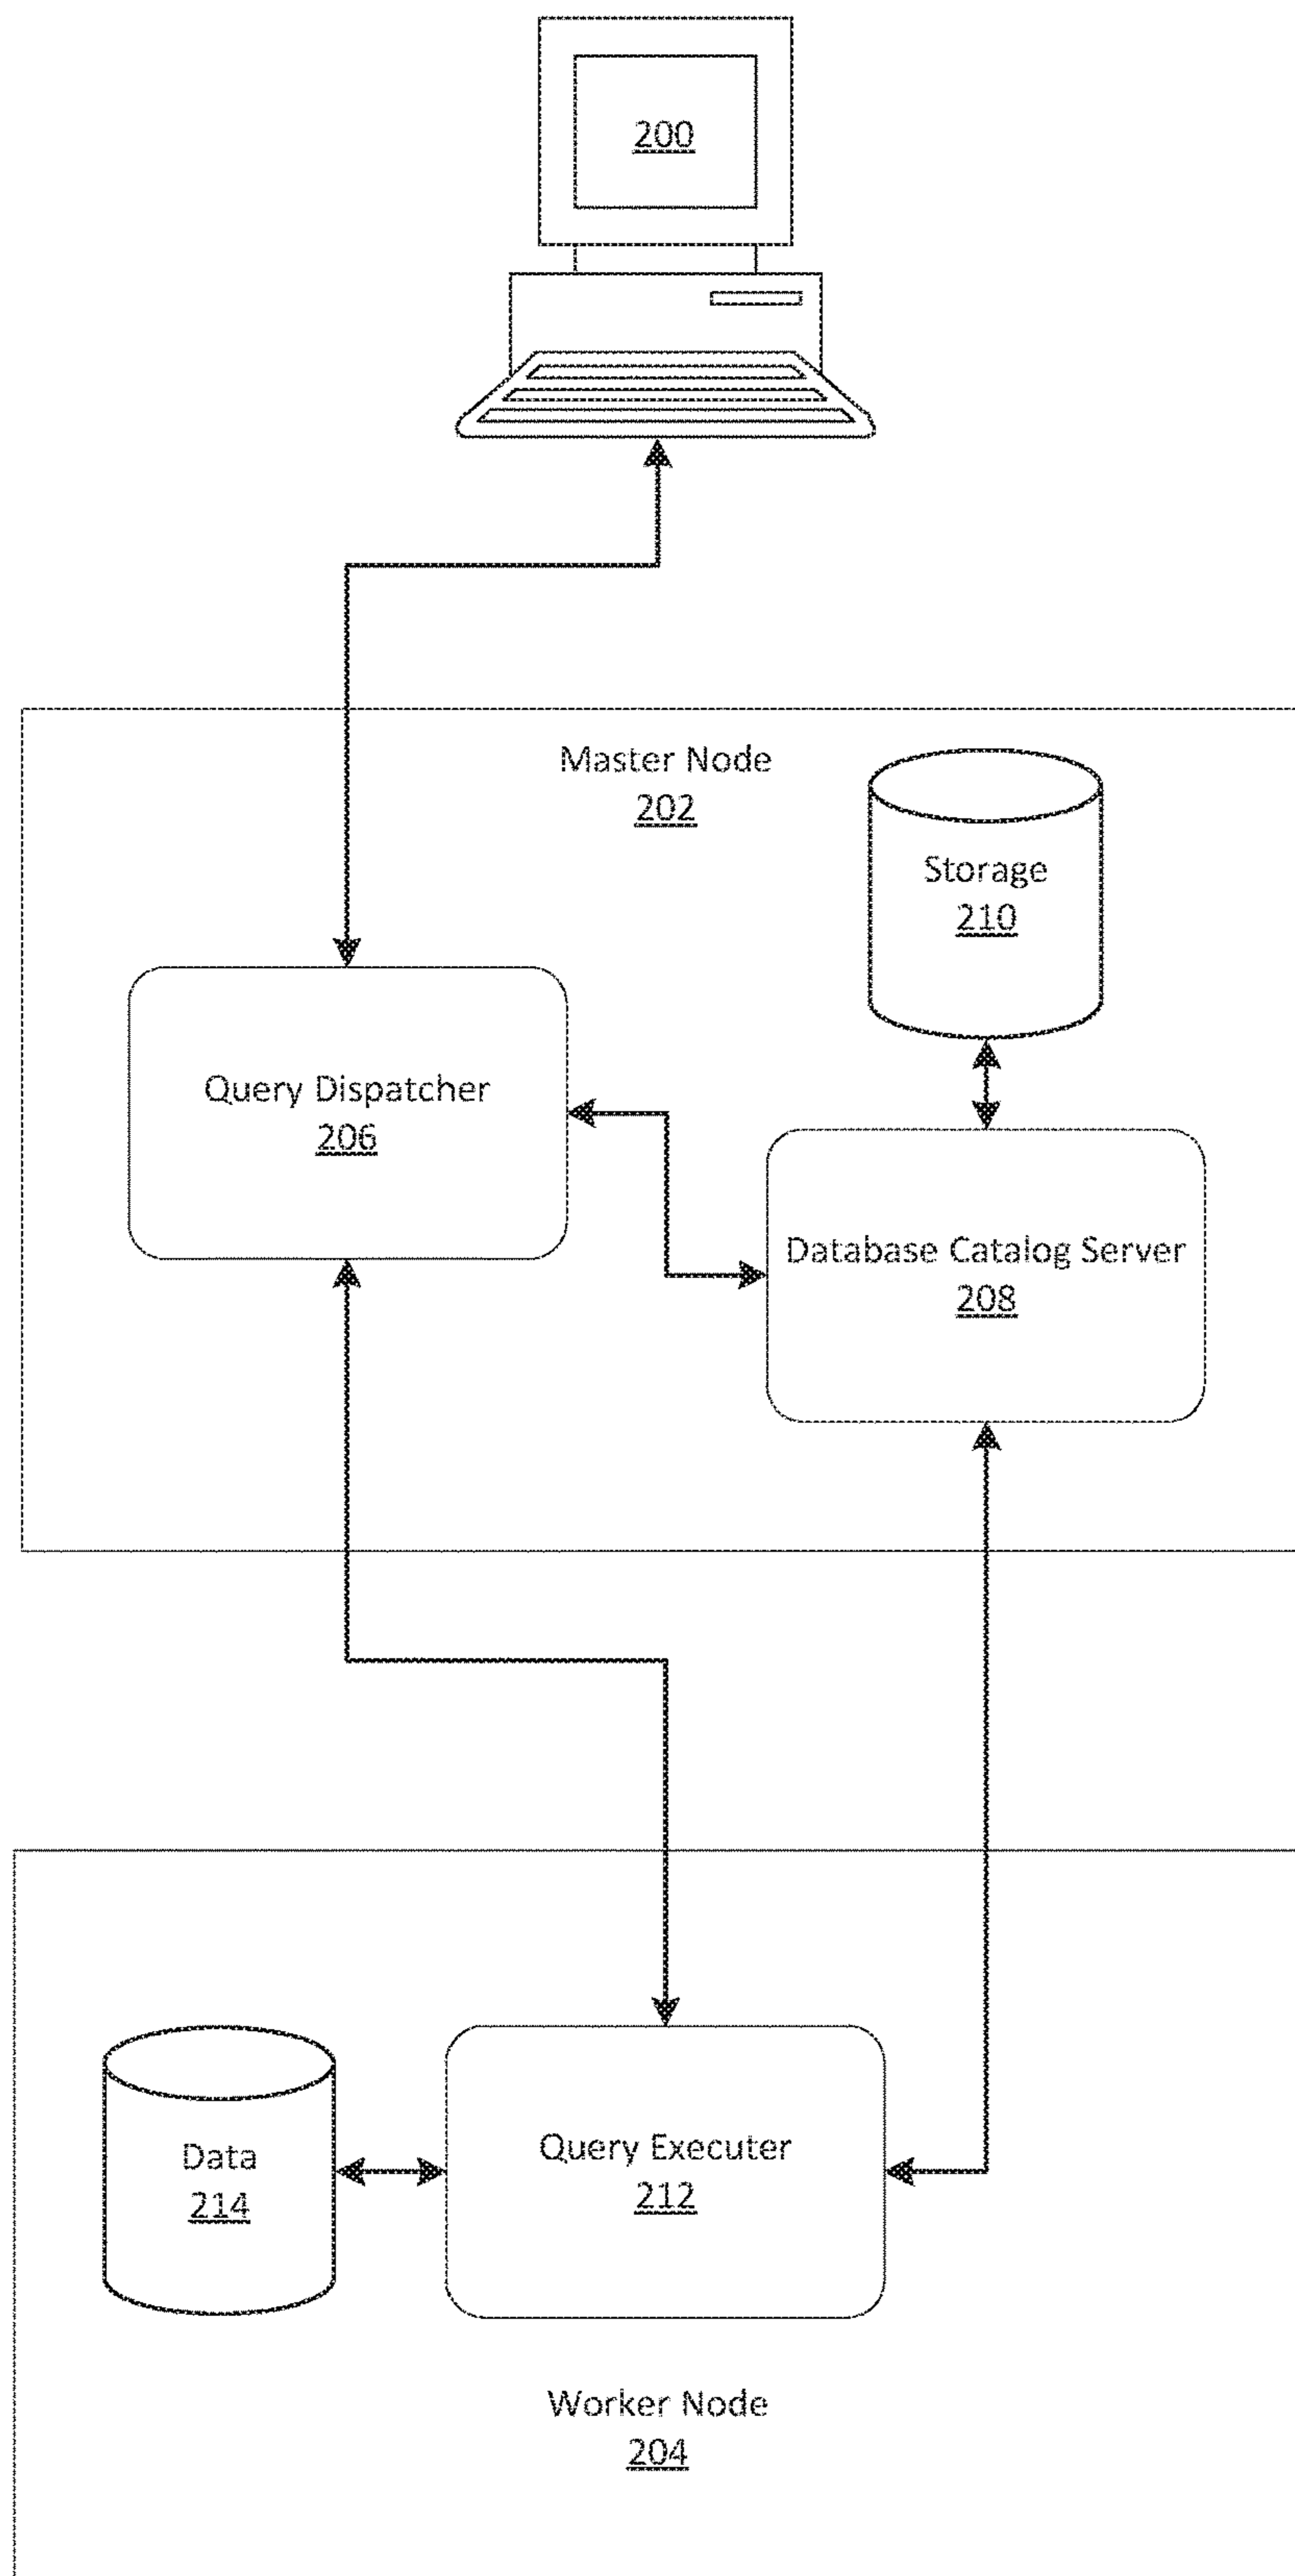 200
Master Node
202
Storage
210
Query Dispatcher
206
Database Catalog Server
208
Data
214
Query Executer
212
Worker Node
204